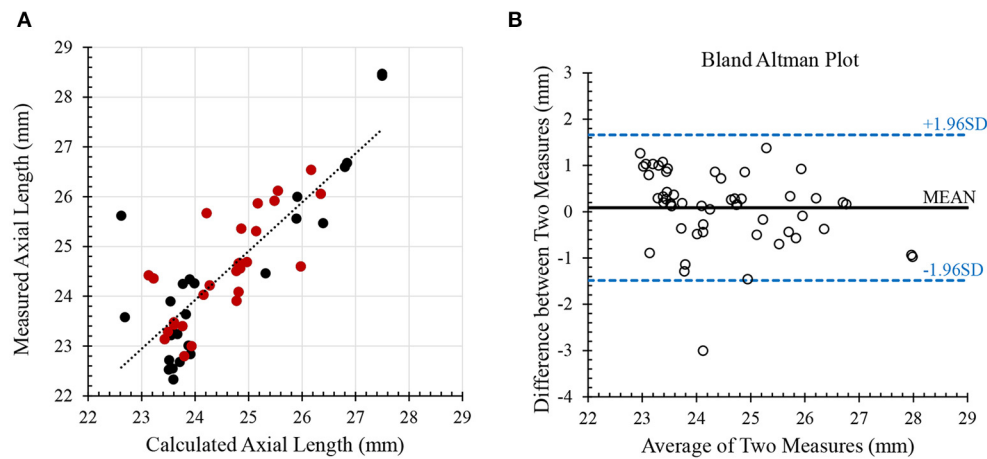 A
B
Measured Axial Length (mm)
29
28
27
26
25
24
23
22
22 23 24 25 26 27 28 29
Calculated Axial Length (mm)
Bland Altman Plot
Difference between Two Measures (mm)
3
2
1
0
-1
-2
-3
-4
+1.96SD
MEAN
-1.96SD
22 23 24 25 26 27 28 29
Average of Two Measures (mm)